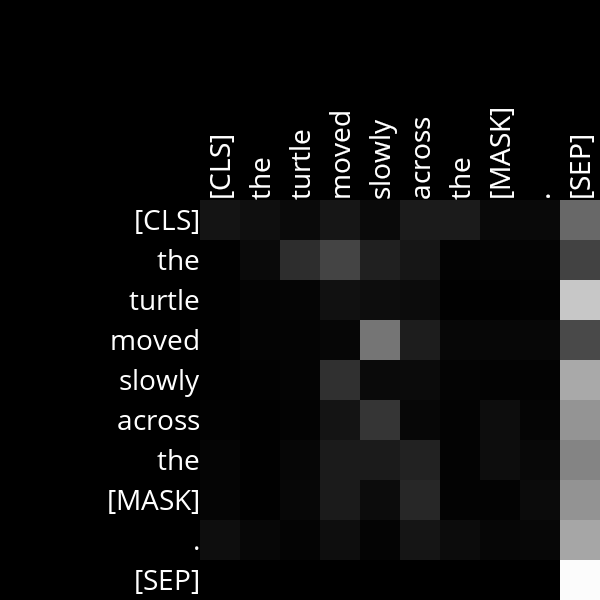 [CLS] the turtle moved slowly across the [MASK] . [SEP]
[CLS]
the
turtle
moved
slowly
across
the
[MASK]
.
[SEP]